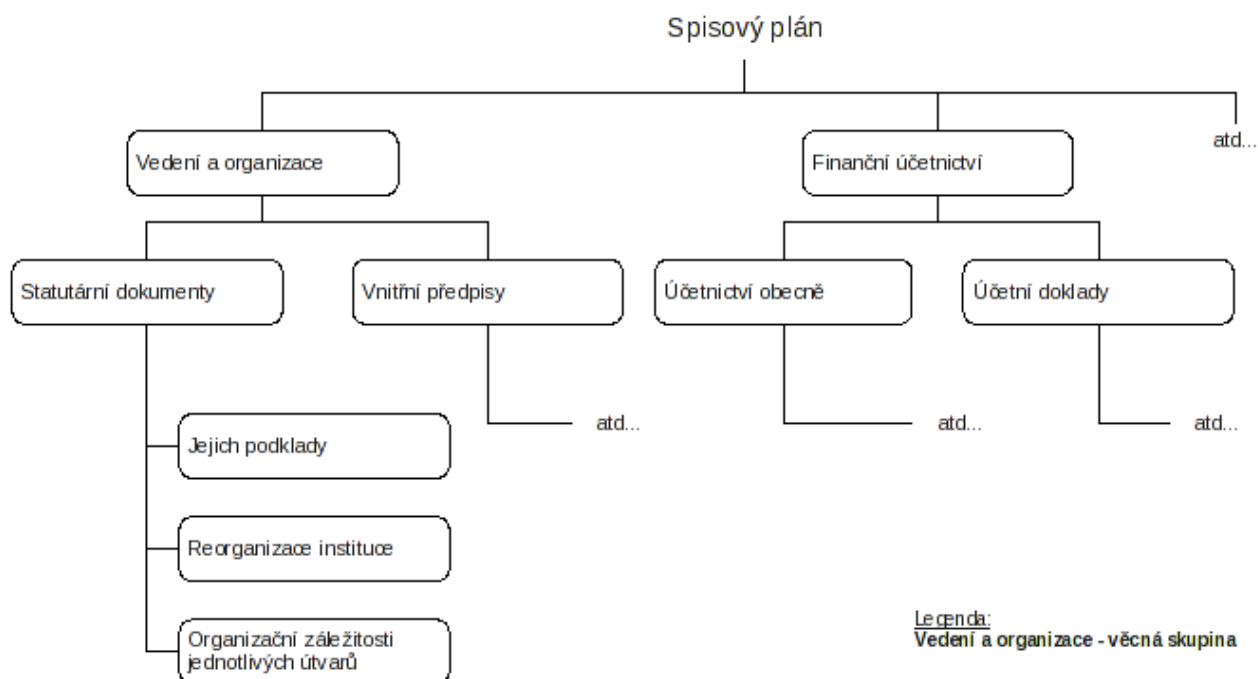 Spisový plán
atd...
Vedení a organizace
Finanční účetnictví
Statutární dokumenty
Vnitřní předpisy
Účetnictví obecně
Účetní doklady
atd...
atd...
atd...
Jejich podklady
Reorganizace instituce
Organizační záležitosti
jednotlivých útvarů
Legenda:
Vedení a organizace - věcná skupina